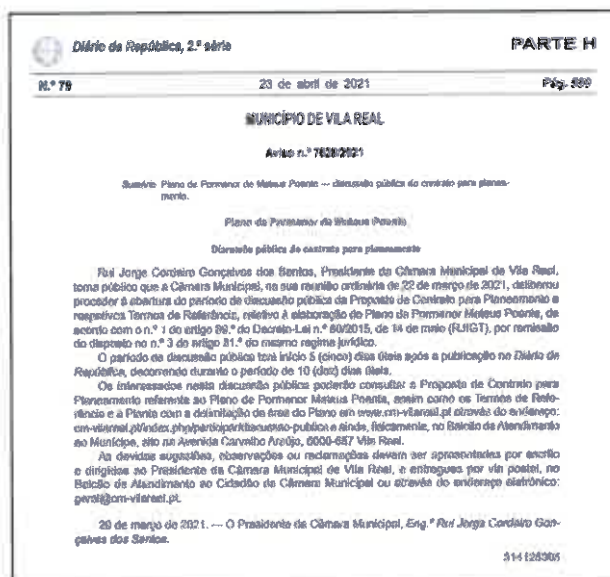 Diário da República, 2.ª série
PARTE H
N.º 79
23 de abril de 2021
Pág. 589
MUNICÍPIO DE VILA REAL
Aviso n.º 7628/2021
Sumário: Plano de Pormenor de Mateus Poente — discussão pública do contrato para planea-
mento.
Plano de Pormenor de Mateus Poente
Discussão pública do contrato para planeamento
Rui Jorge Cordeiro Gonçalves dos Santos, Presidente da Câmara Municipal de Vila Real,
torna público que a Câmara Municipal, na sua reunião ordinária de 22 de março de 2021, deliberou
proceder à abertura do período de discussão pública da Proposta de Contrato para Planeamento e
respetivos Termos de Referência, relativo à elaboração do Plano de Pormenor Mateus Poente, de
acordo com o n.º 1 do artigo 89.º do Decreto-Lei n.º 80/2015, de 14 de maio (RJIGT), por remissão
do disposto no n.º 3 do artigo 81.º do mesmo regime jurídico.
O período de discussão pública terá início 5 (cinco) dias úteis após a publicação no Diário da
República, decorrendo durante o período de 10 (dez) dias úteis.
Os interessados nesta discussão pública poderão consultar a Proposta de Contrato para
Planeamento referente ao Plano de Pormenor Mateus Poente, assim como os Termos de Refe-
rência e a Planta com a delimitação da área do Plano em www.cm-vilareal.pt através do endereço:
cm-vilareal.pt/index.php/participar/discussao-publica e ainda, fisicamente, no Balcão de Atendimento
ao Munícipe, sito na Avenida Carvalho Araújo, 5000-657 Vila Real.
As devidas sugestões, observações ou reclamações devem ser apresentadas por escrito
e dirigidas ao Presidente da Câmara Municipal de Vila Real, e entregues por via postal, no
Balcão de Atendimento ao Cidadão da Câmara Municipal ou através do endereço eletrónico:
geral@cm-vilareal.pt.
29 de março de 2021. — O Presidente da Câmara Municipal, Eng.º Rui Jorge Cordeiro Gon-
çalves dos Santos.